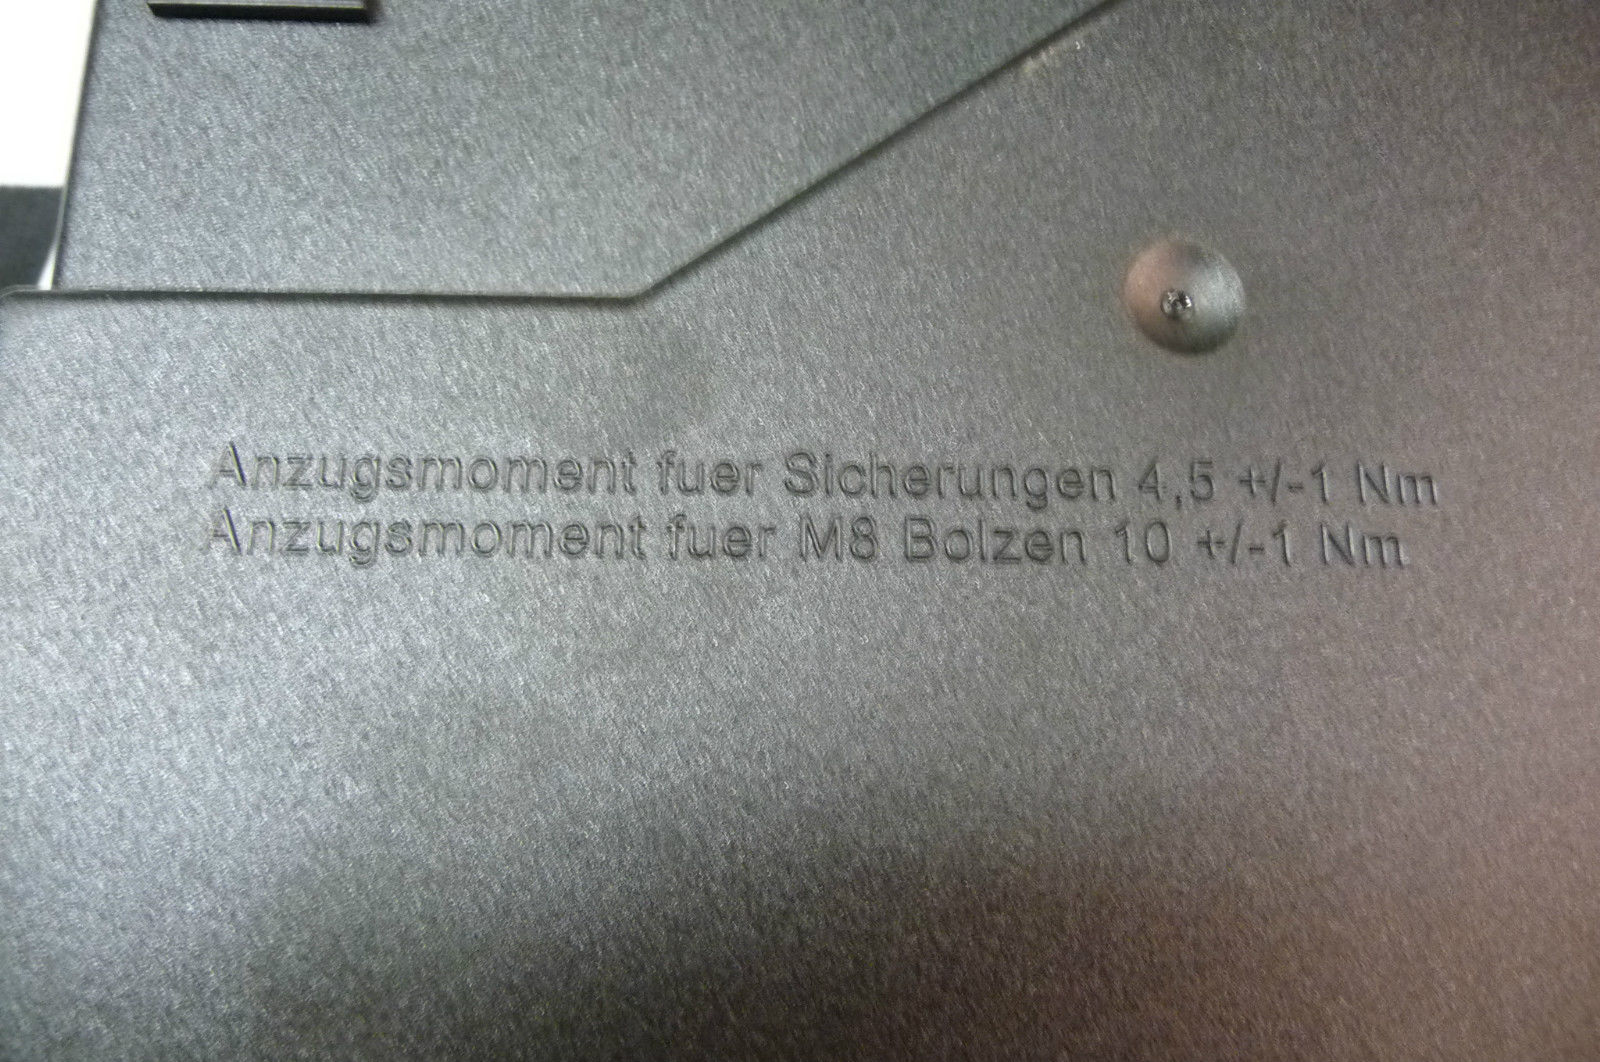 Anzugsmoment fuer Sicherungen 4,5 +/-1 Nm
Anzugsmoment fuer M8 Bolzen 10 +/-1 Nm